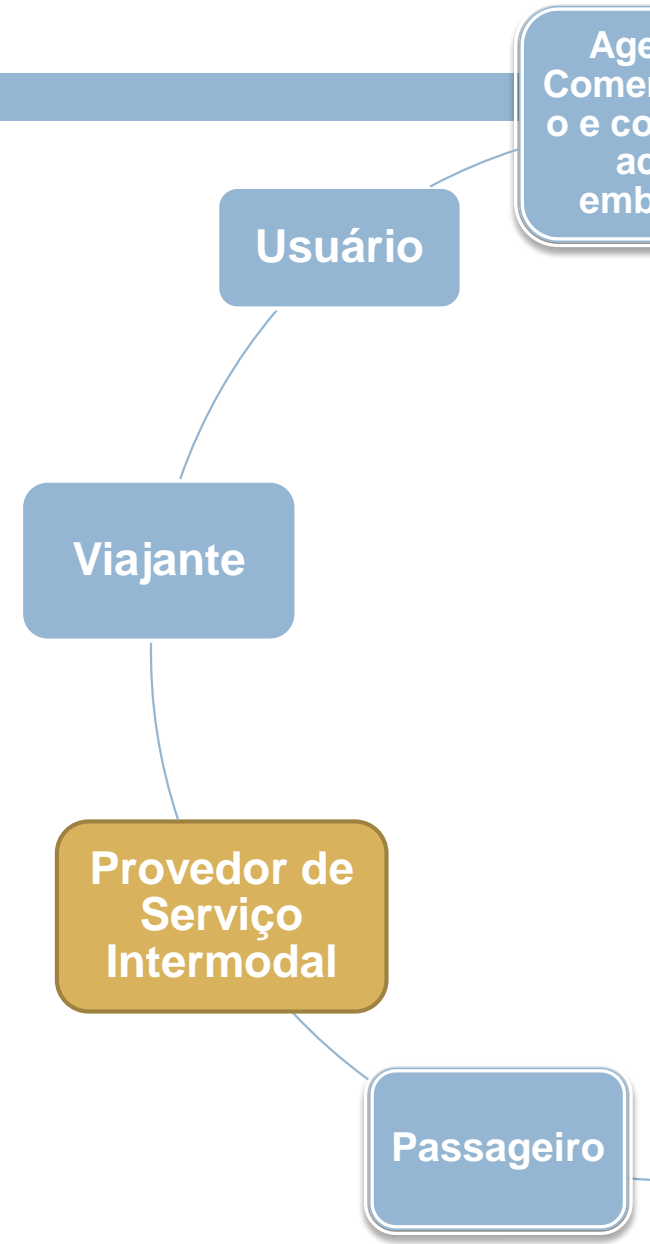 o e
Usuário
Viajante
Provedor de
Serviço
Intermodal
Passageiro